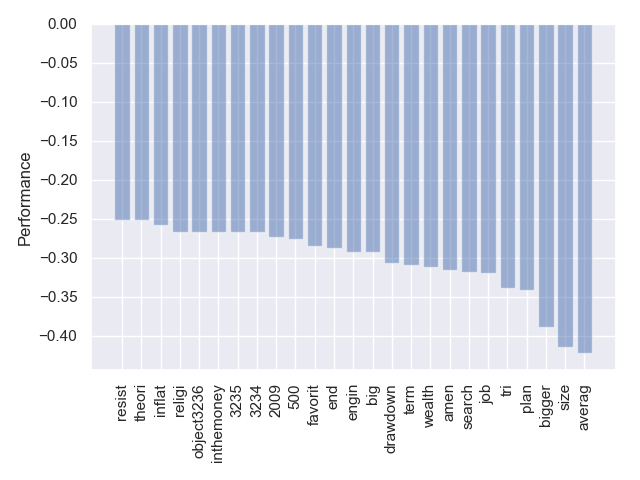 0.00
−0.05
−0.10
−0.15
−0.20
−0.25
−0.30
−0.35
−0.40
Performance
resist
theori
inflat
religi
object3236
inthemoney
3235
3234
2009
500
favorit
end
engin
big
drawdown
term
wealth
amen
search
job
tri
plan
bigger
size
averag